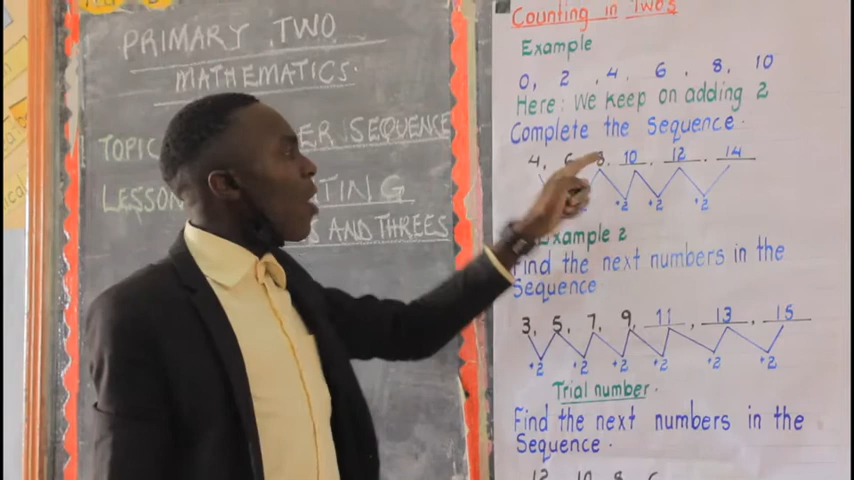 PRIMARY TWO
MATHEMATICS.
TOPIC ER SEQUENCE
LESSON TING
S AND THREES
Counting in Twos
Example
0, 2, 4, 6, 8, 10
Here: We keep on adding 2
Complete the Sequence.
4, 10, 12, 14
+2 +2 +2
Example 2
Find the next numbers in the
Sequence
3, 5, 7, 9, 11, 13, 15
+2 +2 +2 +2 +2 +2
Trial number.
Find the next numbers in the
Sequence.